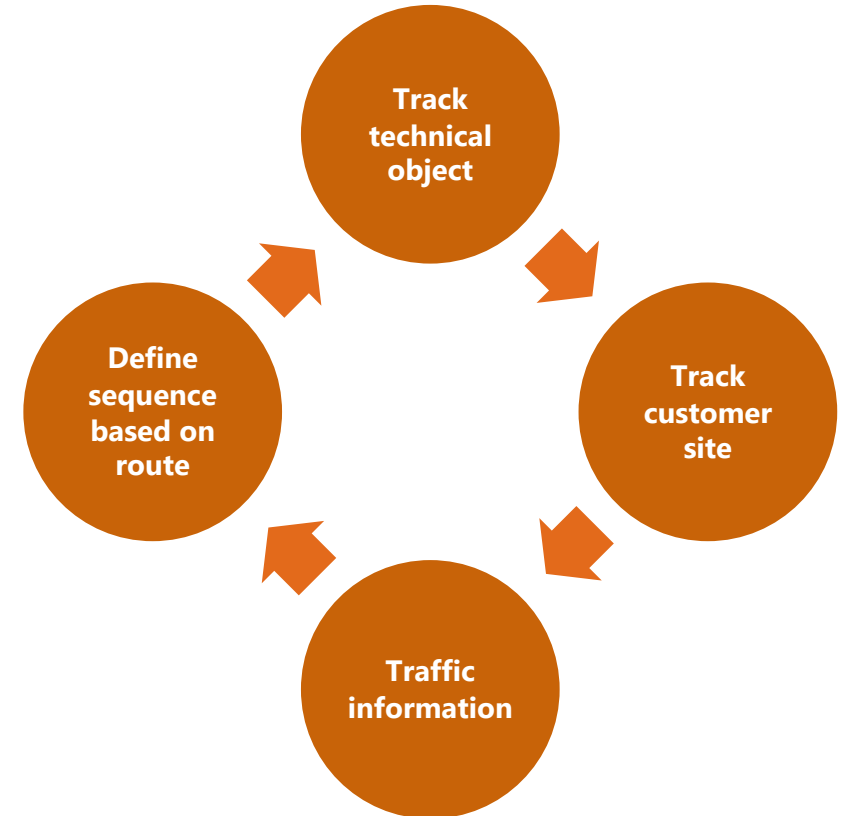 Track
technical
object
Track
customer
site
Traffic
information
Define
sequence
based on
route